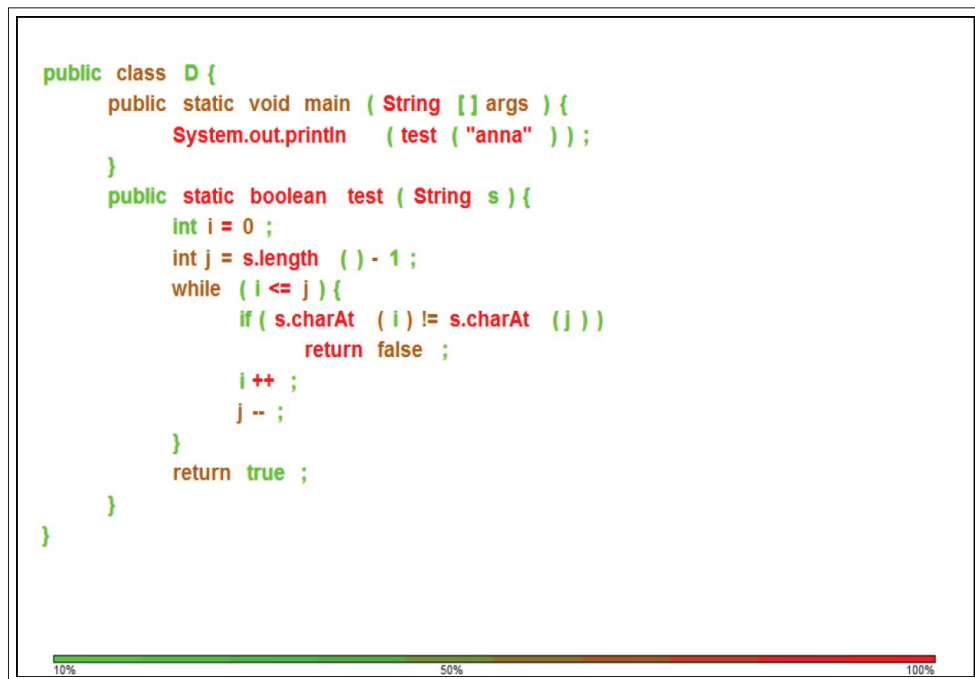 public class D {
public static void main ( String [ ] args ) {
System.out.println ( test ( "anna" ) ) ;
}
public static boolean test ( String s ) {
int i = 0 ;
int j = s.length ( ) - 1 ;
while ( i <= j ) {
if ( s.charAt ( i ) != s.charAt ( j ) )
return false ;
i ++ ;
j -- ;
}
return true ;
}
}
10% 50% 100%